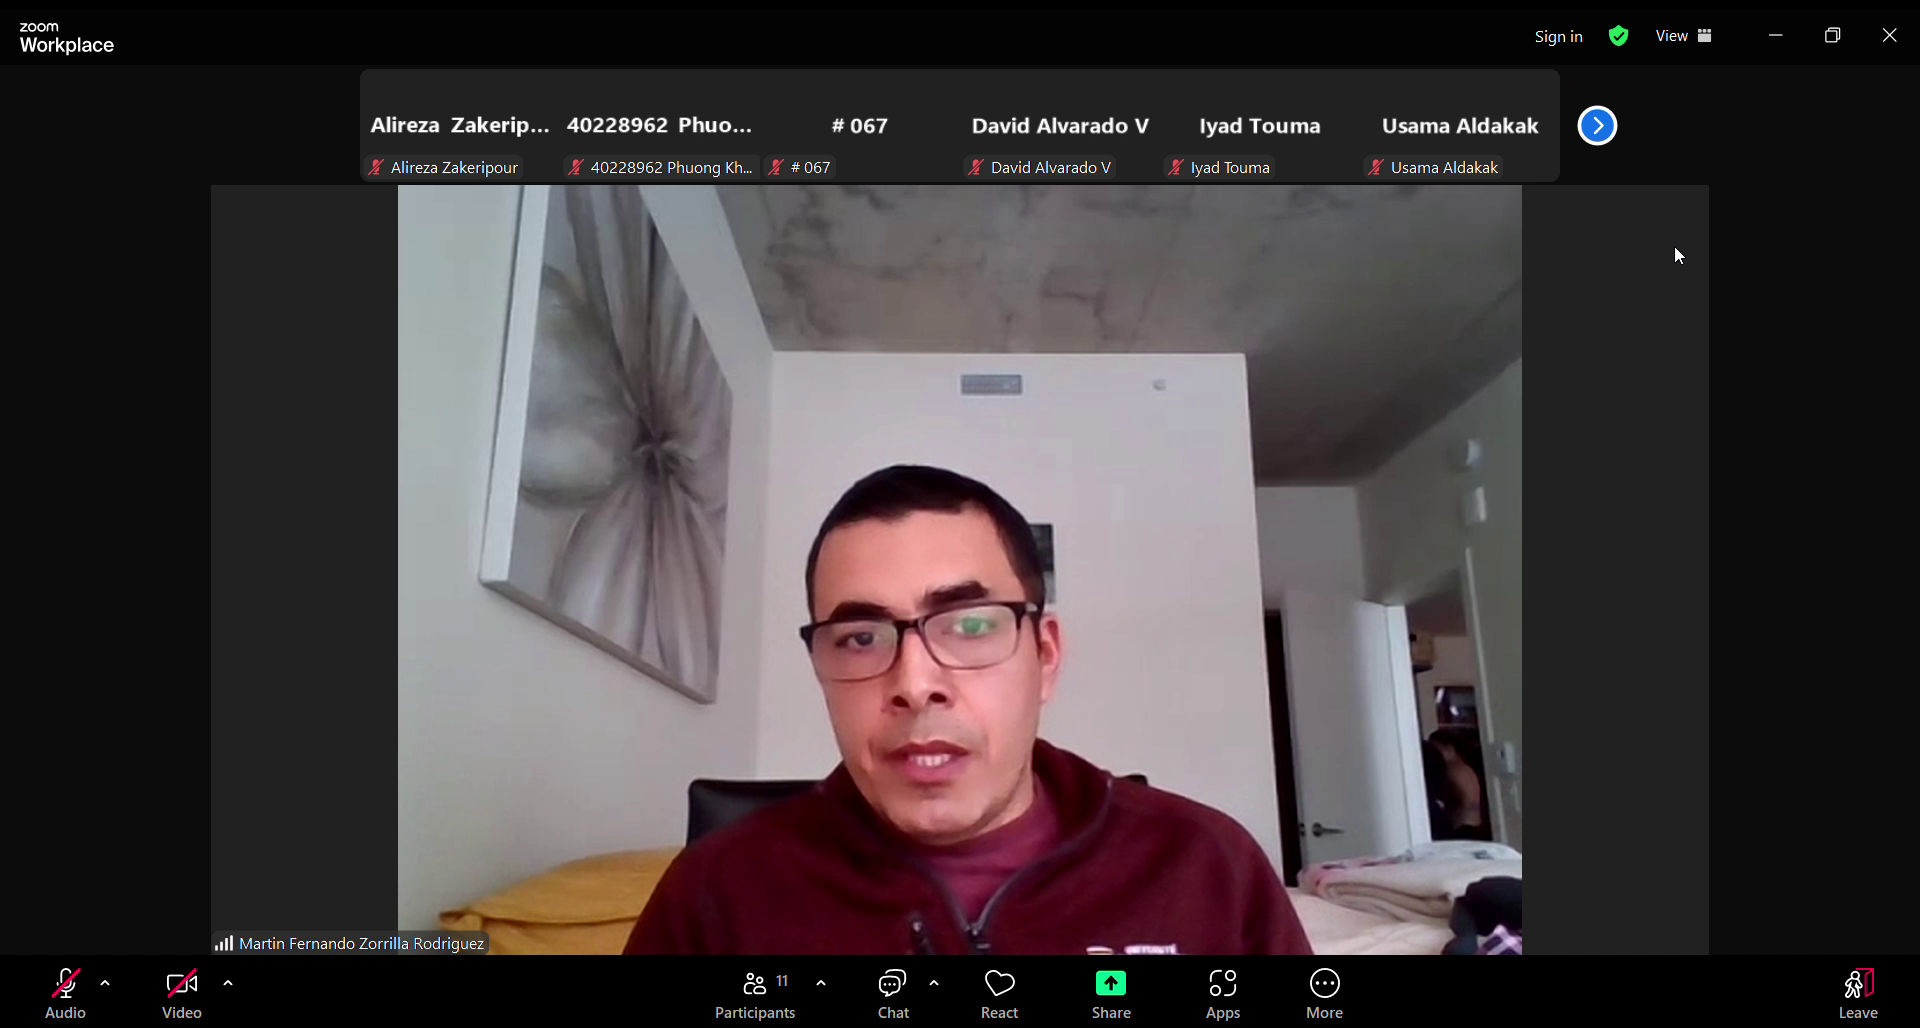 zoom
Workplace
Sign in
View
Alireza Zakerip...
40228962 Phuo...
# 067
David Alvarado V
Iyad Touma
Usama Aldakak
Alireza Zakeripour
40228962 Phuong Kh...
# 067
David Alvarado V
Iyad Touma
Usama Aldakak
Martin Fernando Zorrilla Rodriguez
Audio
Video
11
Participants
Chat
React
Share
Apps
More
Leave